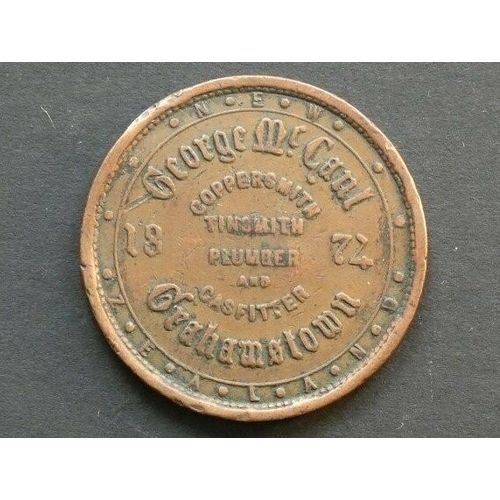 N·E·W
George McCaul
COPPERSMITH
TINSMITH
18 74
PLUMBER
AND
GASFITTER
Grahamstown
Z·E·A·L·A·N·D